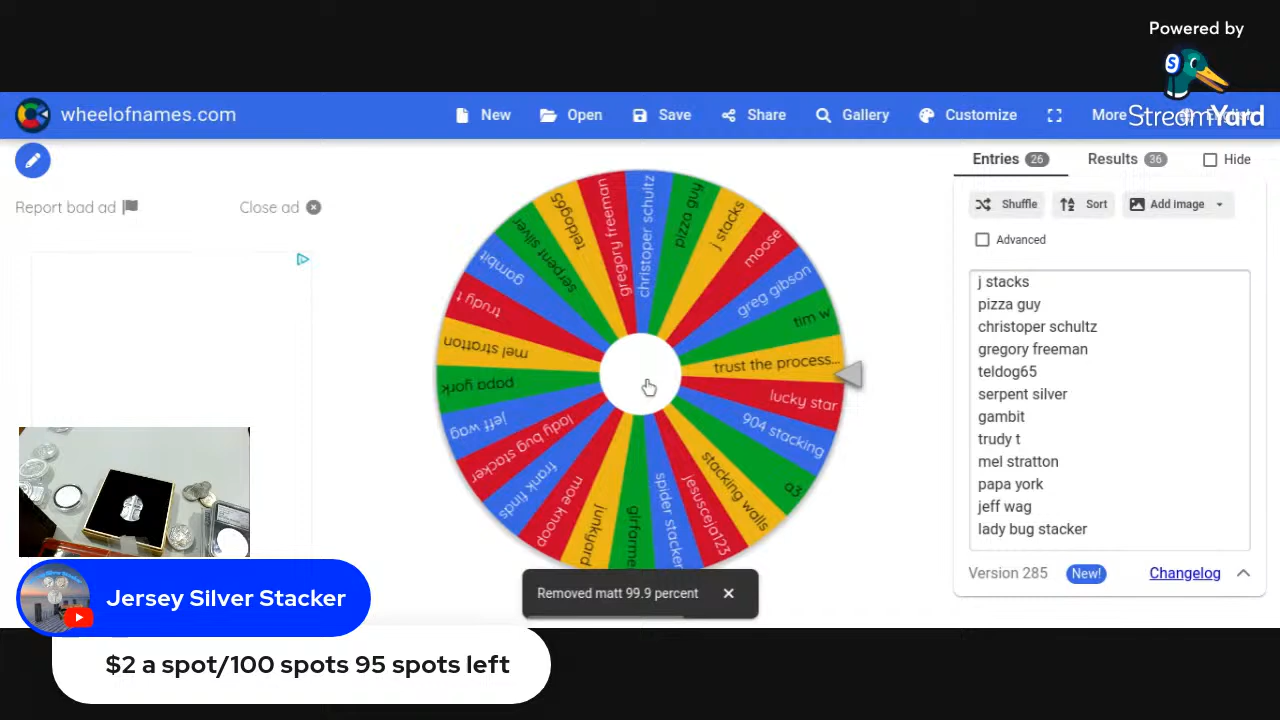 Powered by
StreamYard
wheelofnames.com
New
Open
Save
Share
Gallery
Customize
More
Report bad ad
Close ad
Entries 26
Results 36
Hide
Shuffle
Sort
Add image
Advanced
j stacks
pizza guy
christoper schultz
gregory freeman
teldog65
serpent silver
gambit
trudy t
mel stratton
papa york
jeff wag
lady bug stacker
Version 285
New!
Changelog
christoper schultz
pizza guy
j stacks
moose
greg gibson
tim w
trust the process...
lucky star
904 stacking
a3
stacking walls
jesusceja123
spider stacker
girfarme
junkyard
moe knoop
frank finds
lady bug stacker
jeff wag
papa york
mel stratton
trudy t
gambit
serpent silver
teldog65
gregory freeman
Removed matt 99.9 percent
Jersey Silver Stacker
$2 a spot/100 spots 95 spots left